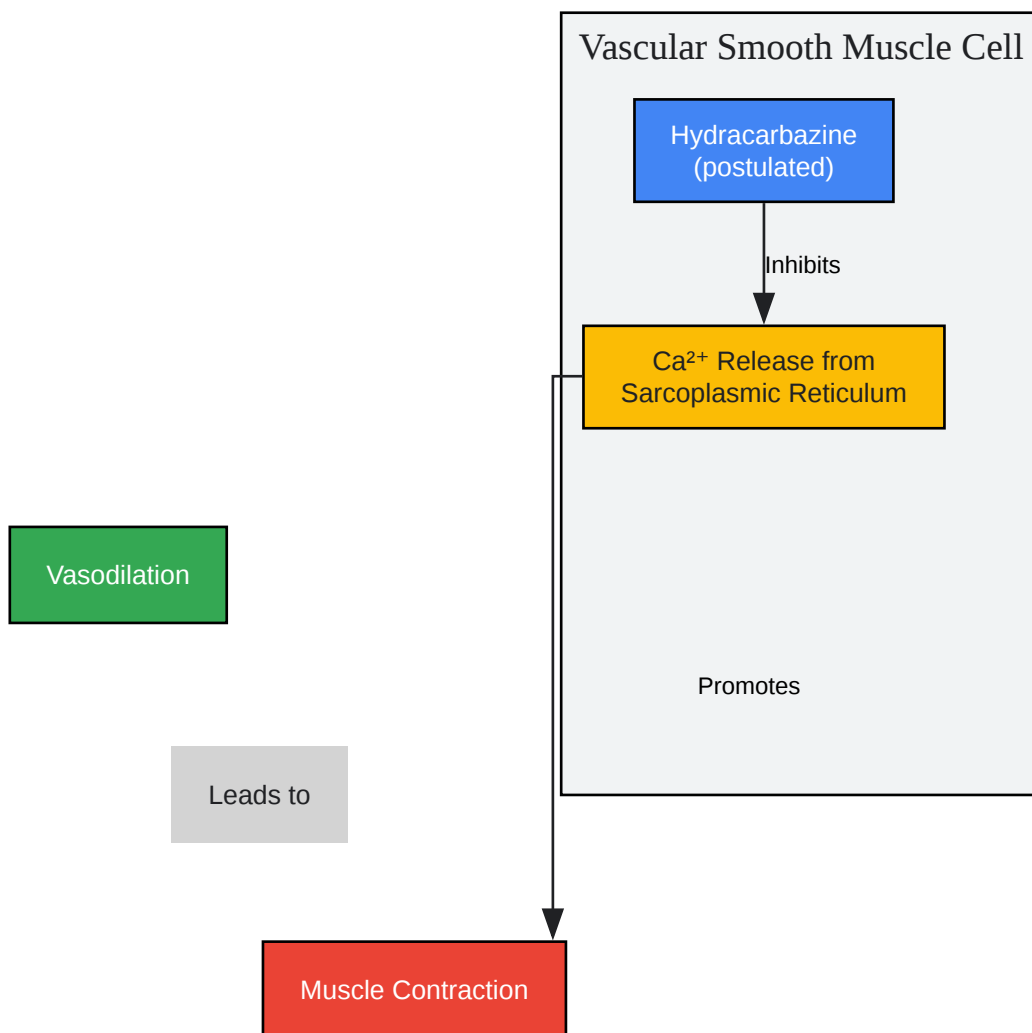 Vascular Smooth Muscle Cell
Hydracarbazine
(postulated)
Inhibits
Ca²⁺ Release from
Sarcoplasmic Reticulum
Vasodilation
Promotes
Leads to
Muscle Contraction